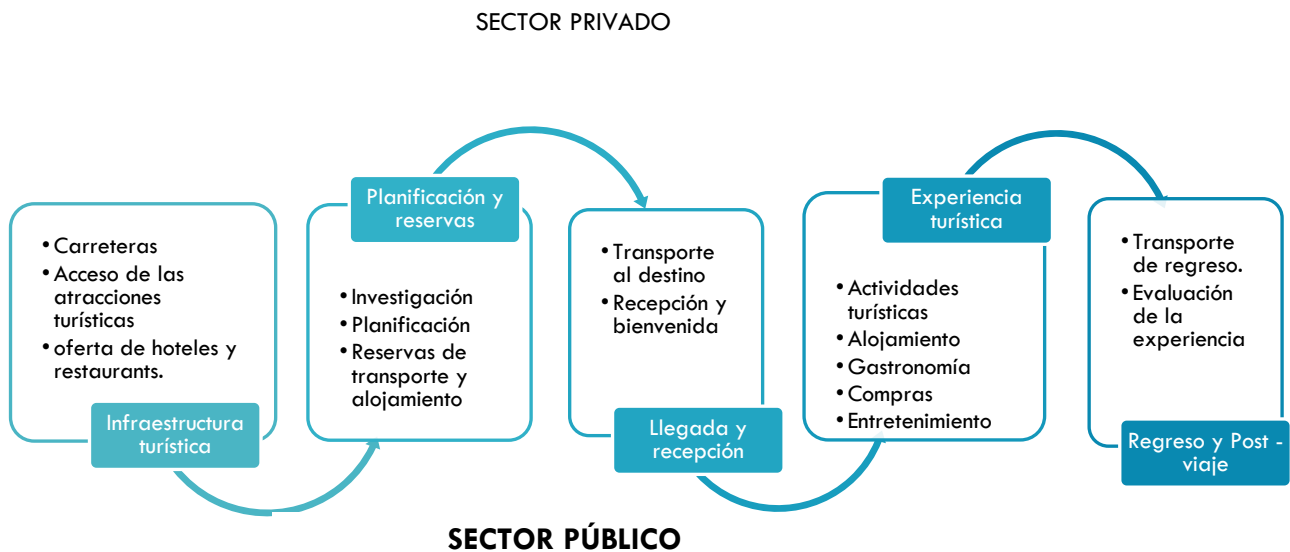 SECTOR PRIVADO
• Carreteras
• Acceso de las
atracciones
turísticas
• oferta de hoteles y
restaurants.
Infraestructura
turística
Planificación y
reservas
• Investigación
• Planificación
• Reservas de
transporte y
alojamiento
• Transporte
al destino
• Recepción y
bienvenida
Llegada y
recepción
Experiencia
turística
• Actividades
turísticas
• Alojamiento
• Gastronomía
• Compras
• Entretenimiento
• Transporte
de regreso.
• Evaluación
de la
experiencia
Regreso y Post -
viaje
SECTOR PÚBLICO